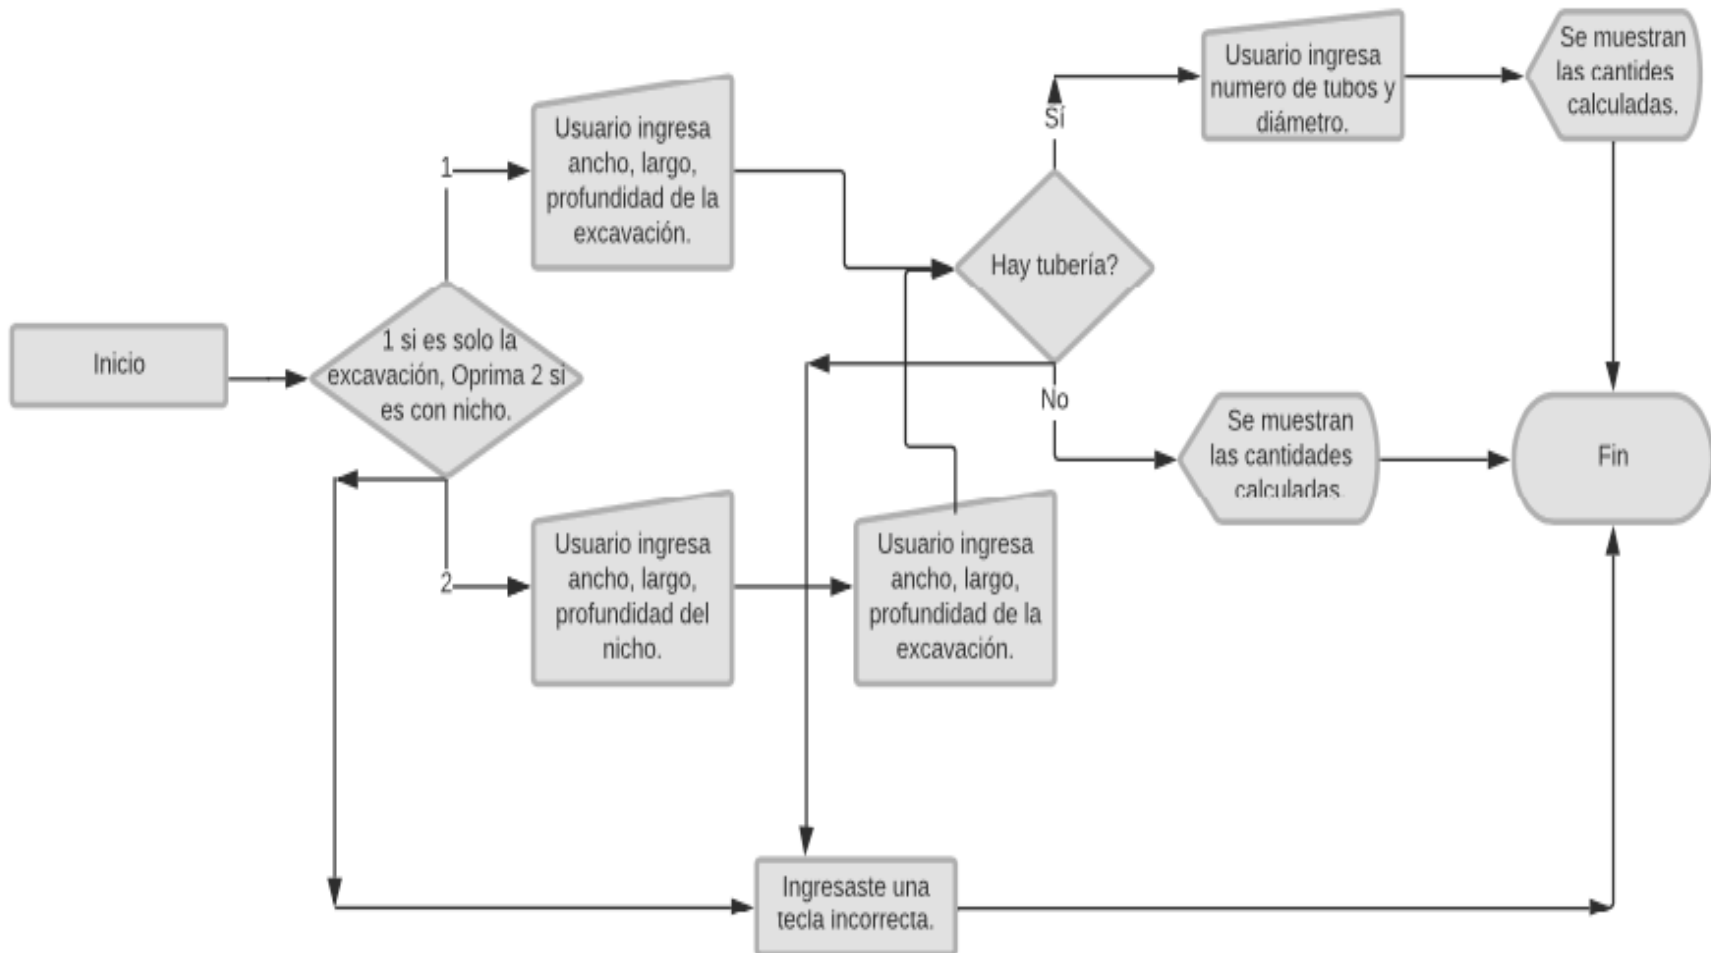 Inicio
1 si es solo la
excavación, Oprima 2 si
es con nicho.
1
Usuario ingresa
ancho, largo,
profundidad de la
excavación.
2
Usuario ingresa
ancho, largo,
profundidad del
nicho.
Usuario ingresa
ancho, largo,
profundidad de la
excavación.
Hay tubería?
Sí
Usuario ingresa
numero de tubos y
diámetro.
Se muestran
las cantides
calculadas.
No
Se muestran
las cantidades
calculadas.
Fin
Ingresaste una
tecla incorrecta.